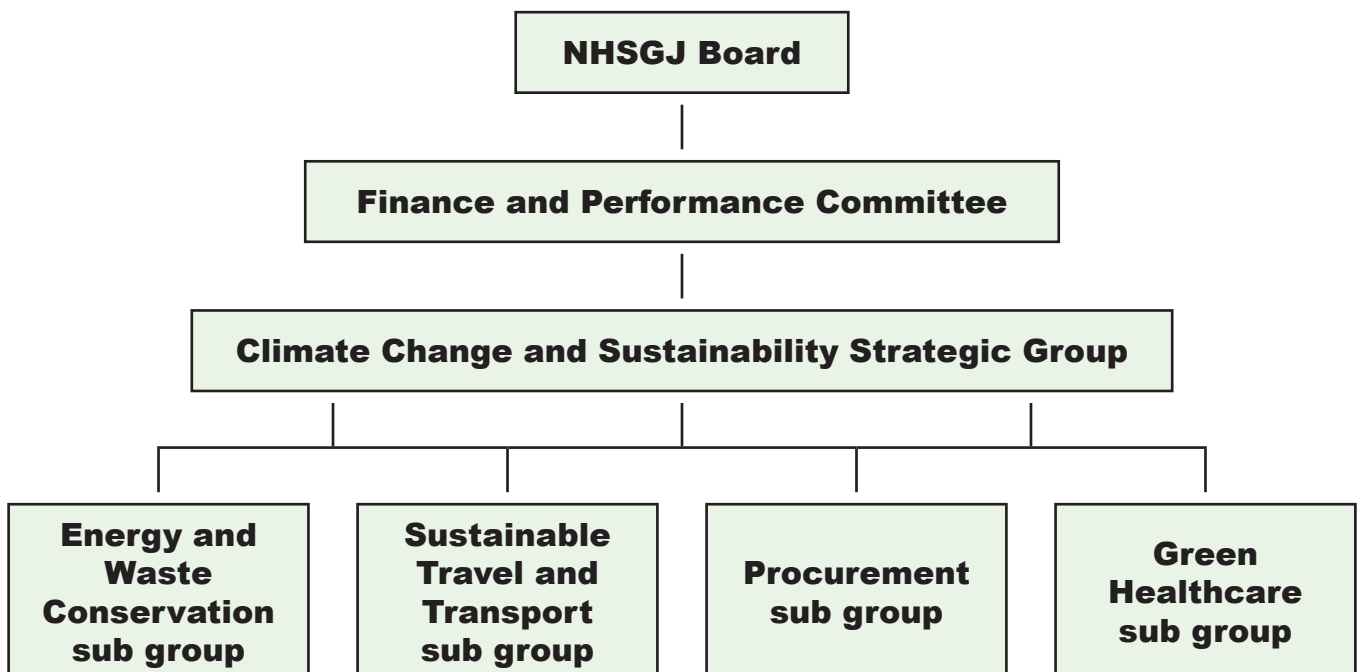 NHSGJ Board
Finance and Performance Committee
Climate Change and Sustainability Strategic Group
Energy and
Waste
Conservation
sub group
Sustainable
Travel and
Transport
sub group
Procurement
sub group
Green
Healthcare
sub group